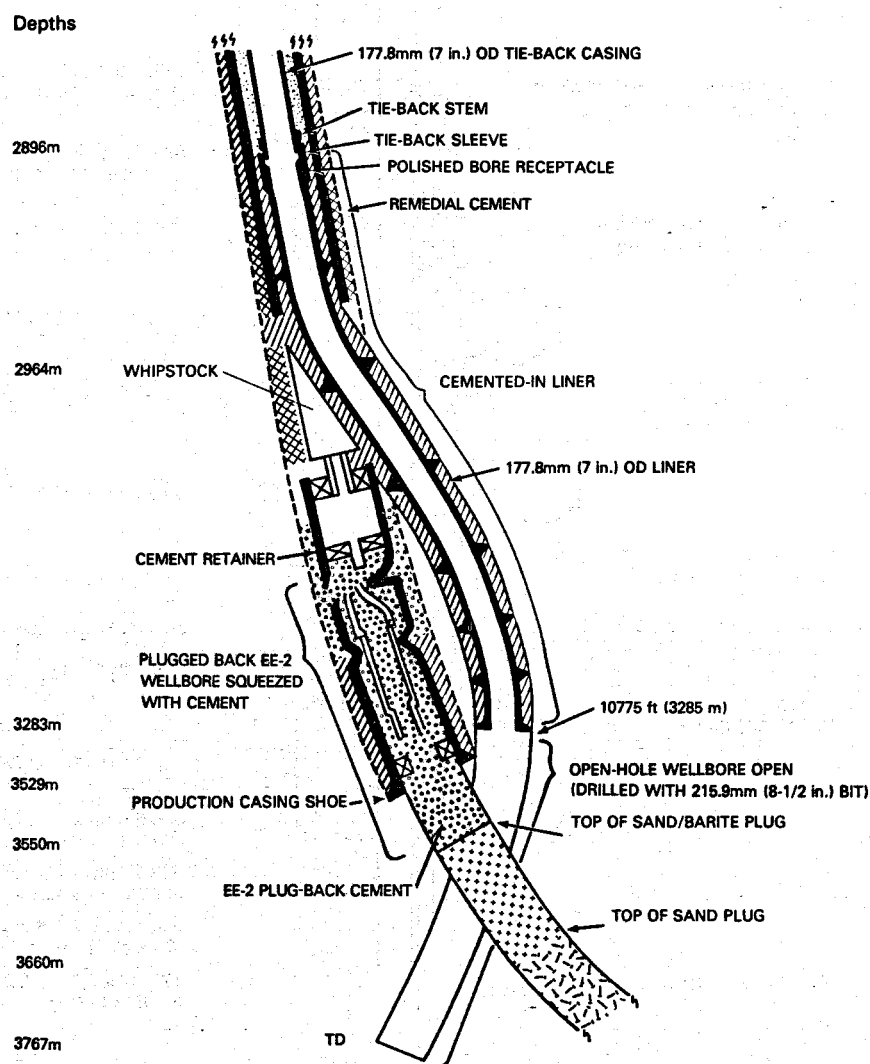 Depths
177.8mm (7 in.) OD TIE-BACK CASING
TIE-BACK STEM
2896m
TIE-BACK SLEEVE
POLISHED BORE RECEPTACLE
REMEDIAL CEMENT
2964m
WHIPSTOCK
CEMENTED-IN LINER
177.8mm (7 in.) OD LINER
CEMENT RETAINER
PLUGGED BACK EE-2
WELLBORE SQUEEZED
WITH CEMENT
3283m
10775 ft (3285 m)
3529m
OPEN-HOLE WELLBORE OPEN
(DRILLED WITH 215.9mm (8-1/2 in.) BIT)
PRODUCTION CASING SHOE
TOP OF SAND/BARITE PLUG
3550m
EE-2 PLUG-BACK CEMENT
TOP OF SAND PLUG
3660m
TD
3767m